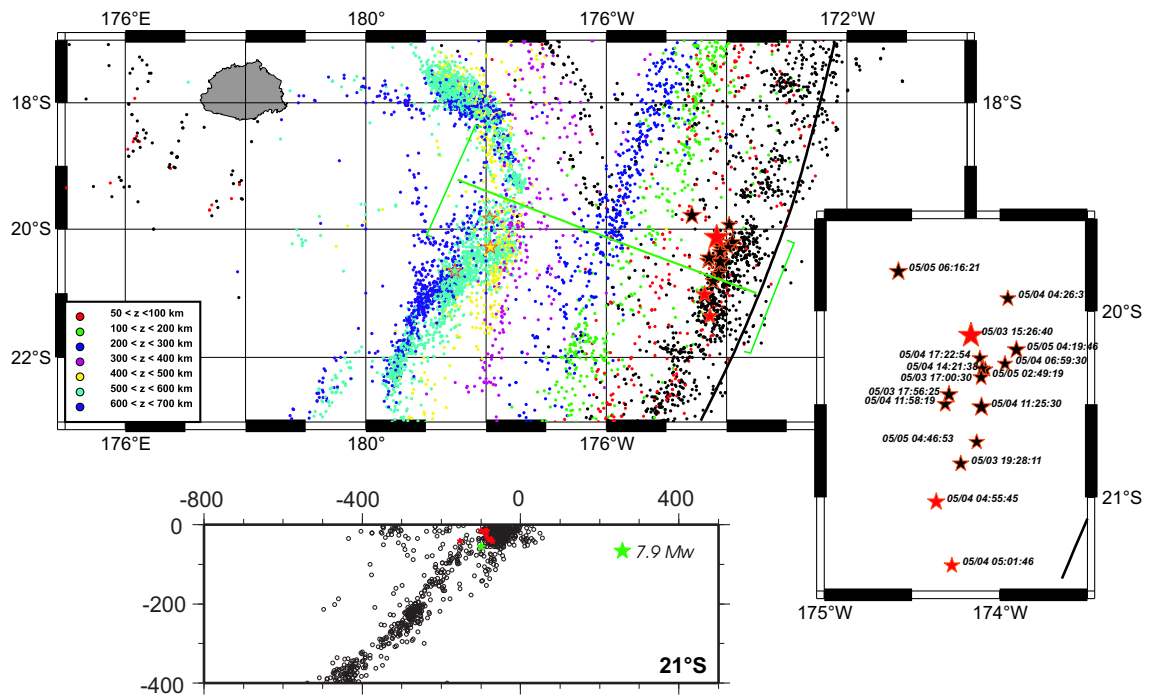 176°E 180° 176°W 172°W
18°S 18°S
20°S
22°S
50 < z <100 km
100 < z < 200 km
200 < z < 300 km
300 < z < 400 km
400 < z < 500 km
500 < z < 600 km
600 < z < 700 km
176°E 180° 176°W
05/05 06:16:21
05/04 04:26:3
20°S
05/03 15:26:40
05/05 04:19:46
05/04 17:22:54
05/04 06:59:30
05/04 14:21:38
05/05 02:49:19
05/03 17:00:30
05/03 17:56:25
05/04 11:58:19
05/04 11:25:30
05/05 04:46:53
05/03 19:28:11
21°S
05/04 04:55:45
05/04 05:01:46
175°W 174°W
-800 -400 0 400
0
7.9 Mw
-200
21°S
-400